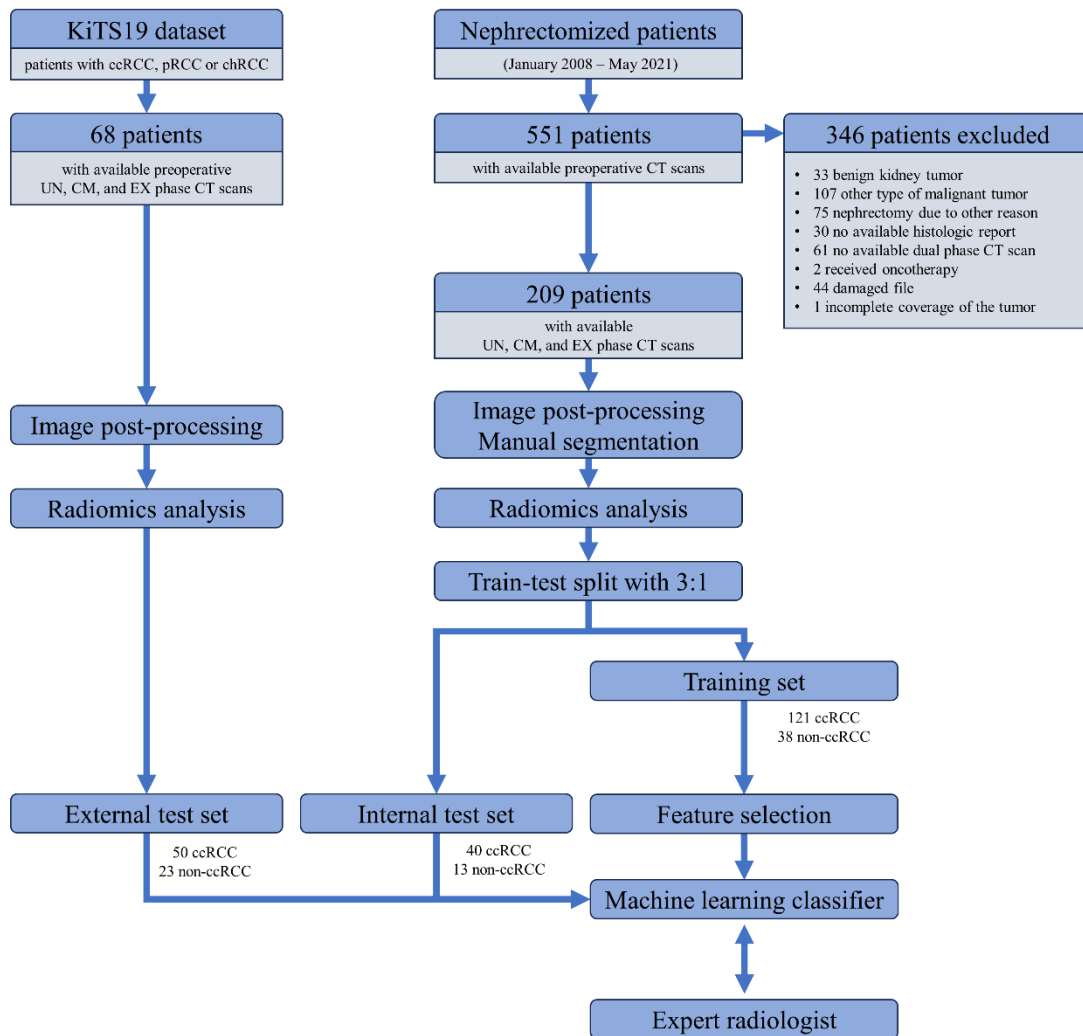 KiTS19 dataset
patients with ccRCC, pRCC or chRCC
68 patients
with available preoperative
UN, CM, and EX phase CT scans
Image post-processing
Radiomics analysis
External test set
50 ccRCC
23 non-ccRCC
Nephrectomized patients
(January 2008 – May 2021)
551 patients
with available preoperative CT scans
346 patients excluded
• 33 benign kidney tumor
• 107 other type of malignant tumor
• 75 nephrectomy due to other reason
• 30 no available histologic report
• 61 no available dual phase CT scan
• 2 received oncotherapy
• 44 damaged file
• 1 incomplete coverage of the tumor
209 patients
with available
UN, CM, and EX phase CT scans
Image post-processing
Manual segmentation
Radiomics analysis
Train-test split with 3:1
Internal test set
40 ccRCC
13 non-ccRCC
Training set
121 ccRCC
38 non-ccRCC
Feature selection
Machine learning classifier
Expert radiologist